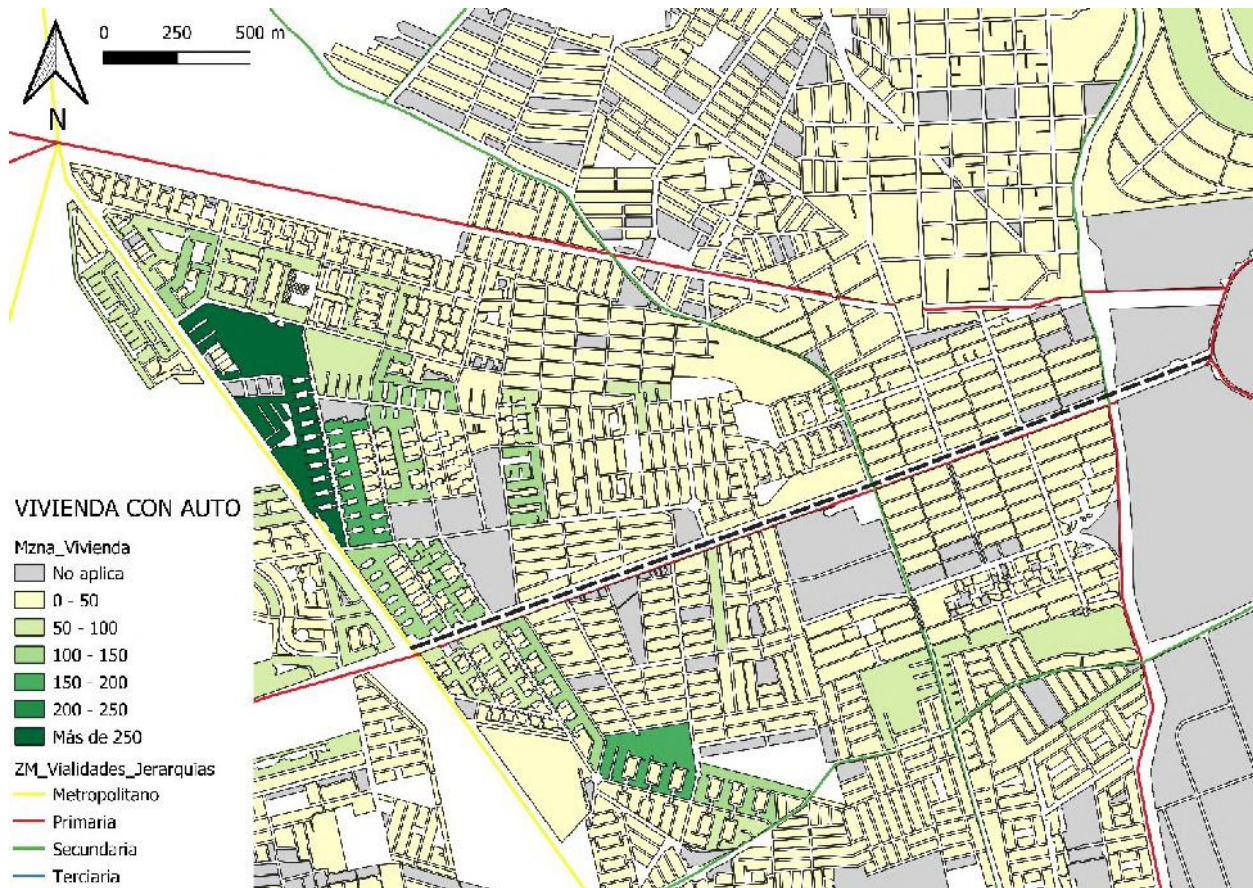 0 250 500 m
N
VIVIENDA CON AUTO
Mzna_Vivienda
No aplica
0 - 50
50 - 100
100 - 150
150 - 200
200 - 250
Más de 250
ZM_Vialidades_Jerarquias
Metropolitano
Primaria
Secundaria
Terciaria